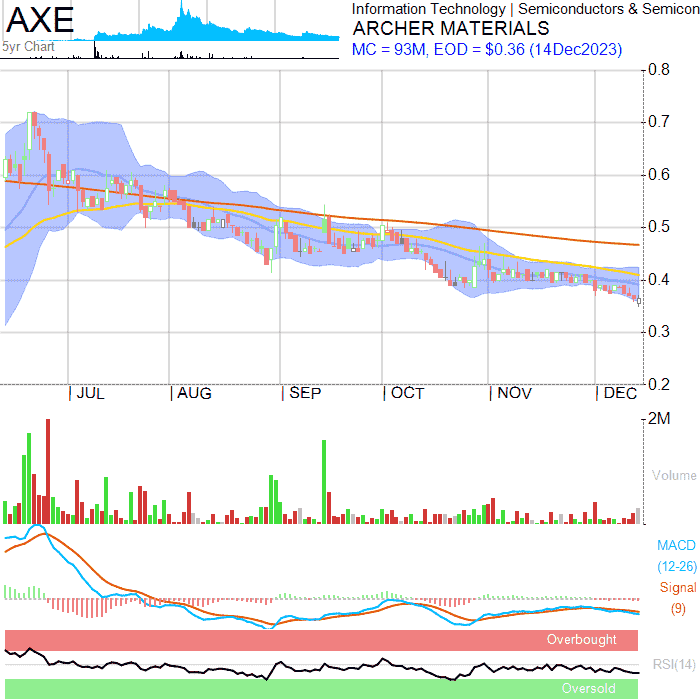 AXE
5yr Chart
Information Technology | Semiconductors & Semicon
ARCHER MATERIALS
MC = 93M, EOD = $0.36 (14Dec2023)
0.8
0.7
0.6
0.5
0.4
0.3
0.2
JUL AUG SEP OCT NOV DEC
2M
Volume
MACD
(12-26)
Signal
(9)
Overbought
RSI(14)
Oversold